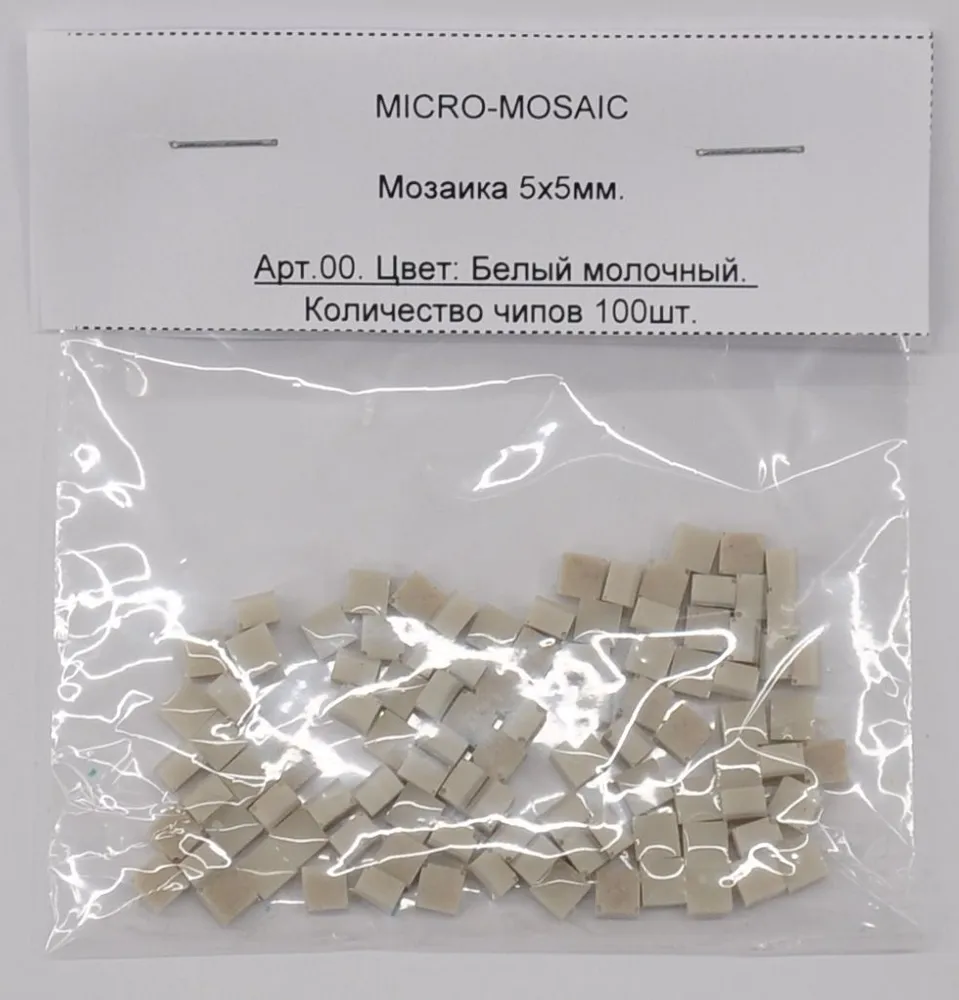 MICRO-MOSAIC
Мозаика 5х5мм.
Арт.00. Цвет: Белый молочный.
Количество чипов 100шт.